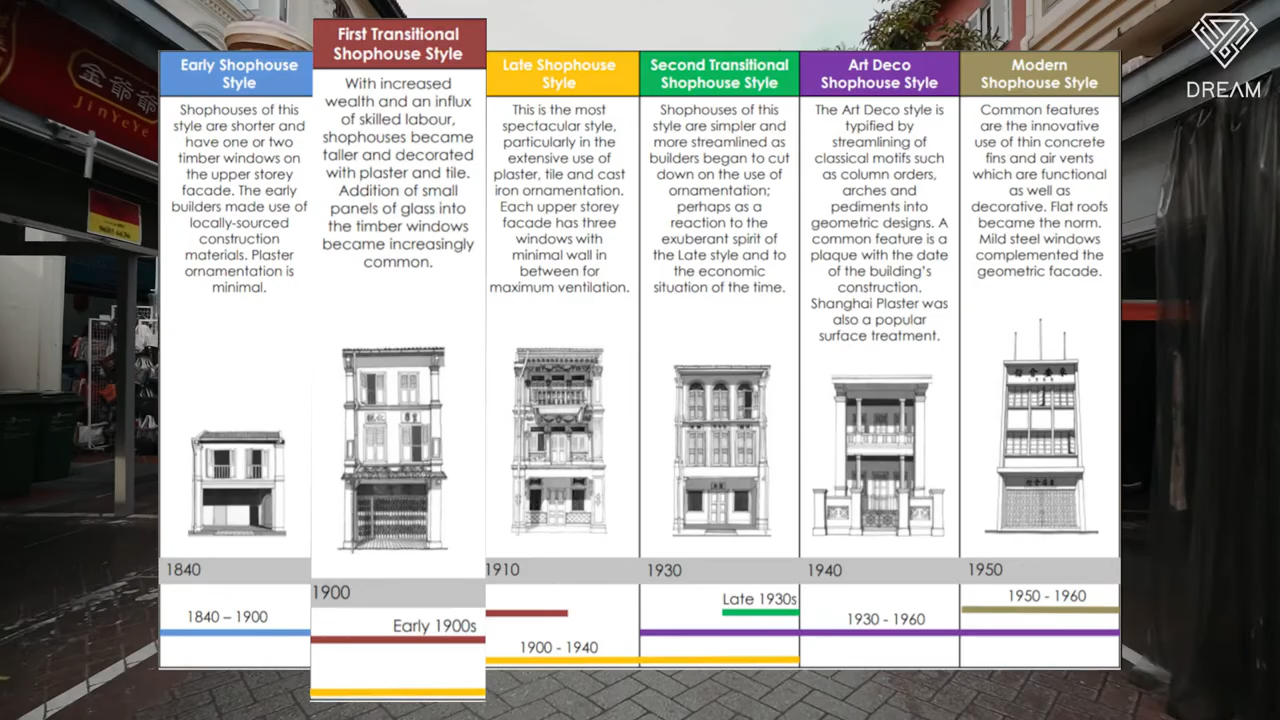 金爺爺
JinYeYe
DREAM
First Transitional
Shophouse Style
With increased
wealth and an influx
of skilled labour,
shophouses became
taller and decorated
with plaster and tile.
Addition of small
panels of glass into
the timber windows
became increasingly
common.
1900
Early 1900s
Early Shophouse
Style
Shophouses of this
style are shorter and
have one or two
timber windows on
the upper storey
facade. The early
builders made use of
locally-sourced
construction
materials. Plaster
ornamentation is
minimal.
1840
1840 – 1900
Late Shophouse
Style
This is the most
spectacular style,
particularly in the
extensive use of
plaster, tile and cast
iron ornamentation.
Each upper storey
facade has three
windows with
minimal wall in
between for
maximum ventilation.
1910
1900 - 1940
Second Transitional
Shophouse Style
Shophouses of this
style are simpler and
more streamlined as
builders began to cut
down on the use of
ornamentation;
perhaps as a
reaction to the
exuberant spirit of
the Late style and to
the economic
situation of the time.
1930
Late 1930s
Art Deco
Shophouse Style
The Art Deco style is
typified by
streamlining of
classical motifs such
as column orders,
arches and
pediments into
geometric designs. A
common feature is a
plaque with the date
of the building's
construction.
Shanghai Plaster was
also a popular
surface treatment.
1940
1930 - 1960
Modern
Shophouse Style
Common features
are the innovative
use of thin concrete
fins and air vents
which are functional
as well as
decorative. Flat roofs
became the norm.
Mild steel windows
complemented the
geometric facade.
1950
1950 - 1960